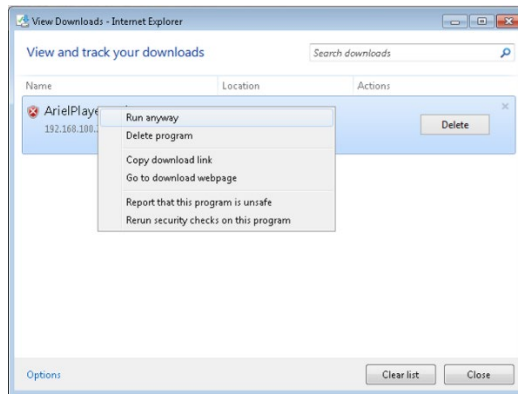 View Downloads - Internet Explorer
View and track your downloads
Search downloads
Name Location Actions
ArielPlaye
192.168.100.
Delete
Run anyway
Delete program
Copy download link
Go to download webpage
Report that this program is unsafe
Rerun security checks on this program
Options
Clear list
Close